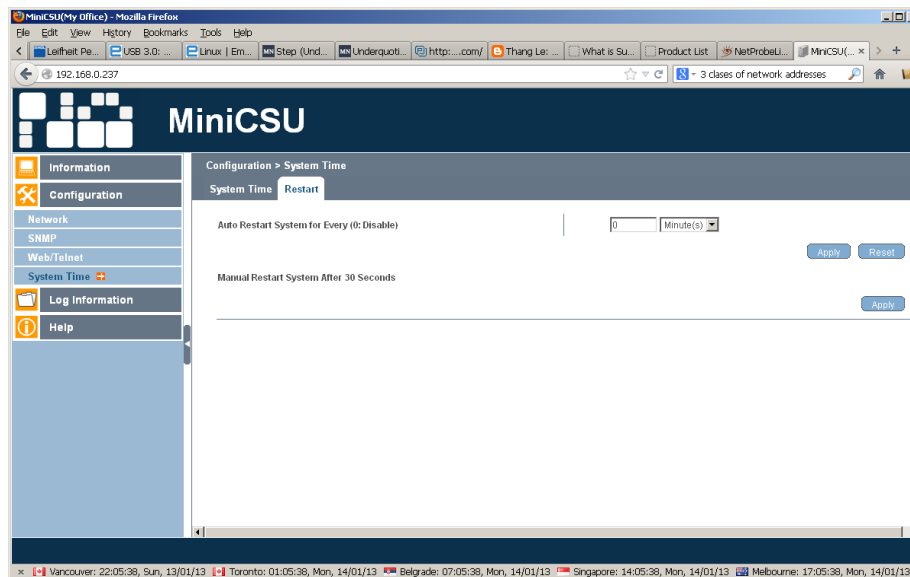 MiniCSU(My Office) - Mozilla Firefox
File Edit View History Bookmarks Tools Help
Leifheit Pe... USB 3.0: ... Linux | Em... Step (Und... Underquoti... http:....com/ Thang Le: ... What is Su... Product List NetProbeLi... MiniCSU(... ×
192.168.0.237 3 clases of network addresses
MiniCSU
Information
Configuration
Network
SNMP
Web/Telnet
System Time
Log Information
Help
Configuration > System Time
System Time Restart
Auto Restart System for Every (0: Disable) 0 Minute(s)
Apply Reset
Manual Restart System After 30 Seconds
Apply
× Vancouver: 22:05:38, Sun, 13/01/13 Toronto: 01:05:38, Mon, 14/01/13 Belgrade: 07:05:38, Mon, 14/01/13 Singapore: 14:05:38, Mon, 14/01/13 Melbourne: 17:05:38, Mon, 14/01/13